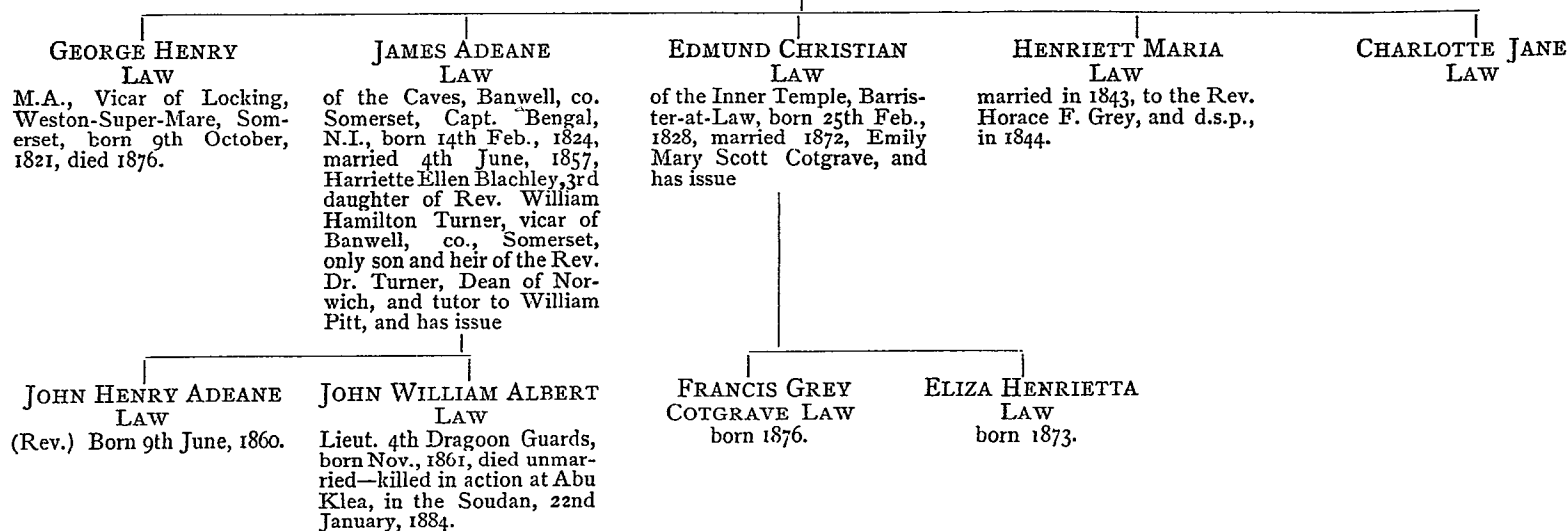 GEORGE HENRY
LAW
M.A., Vicar of Locking,
Weston-Super-Mare, Som-
erset, born 9th October,
1821, died 1876.
JAMES ADEANE
LAW
of the Caves, Banwell, co.
Somerset, Capt. Bengal,
N.I., born 14th Feb., 1824,
married 4th June, 1857,
Harriette Ellen Blachley, 3rd
daughter of Rev. William
Hamilton Turner, vicar of
Banwell, co., Somerset,
only son and heir of the Rev.
Dr. Turner, Dean of Nor-
wich, and tutor to William
Pitt, and has issue
EDMUND CHRISTIAN
LAW
of the Inner Temple, Barris-
ter-at-Law, born 25th Feb.,
1828, married 1872, Emily
Mary Scott Cotgrave, and
has issue
HENRIETT MARIA
LAW
married in 1843, to the Rev.
Horace F. Grey, and d.s.p.,
in 1844.
CHARLOTTE JANE
LAW
JOHN HENRY ADEANE
LAW
(Rev.) Born 9th June, 1860.
JOHN WILLIAM ALBERT
LAW
Lieut. 4th Dragoon Guards,
born Nov., 1861, died unmar-
ried—killed in action at Abu
Klea, in the Soudan, 22nd
January, 1884.
FRANCIS GREY
COTGRAVE LAW
born 1876.
ELIZA HENRIETTA
LAW
born 1873.